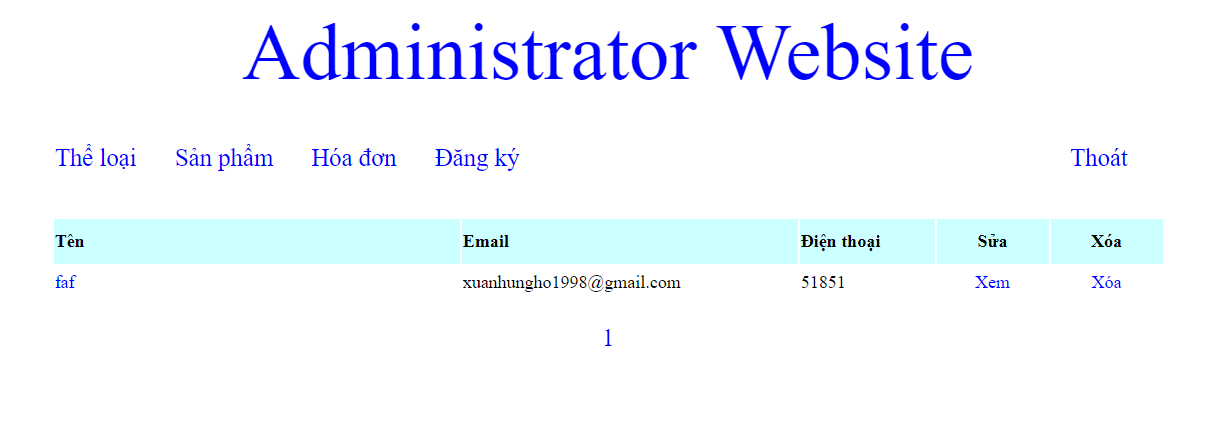 Administrator Website
Thể loại Sản phẩm Hóa đơn Đăng ký Thoát
Tên Email Điện thoại Sửa Xóa
faf xuanhungho1998@gmail.com 51851 Xem Xóa
1